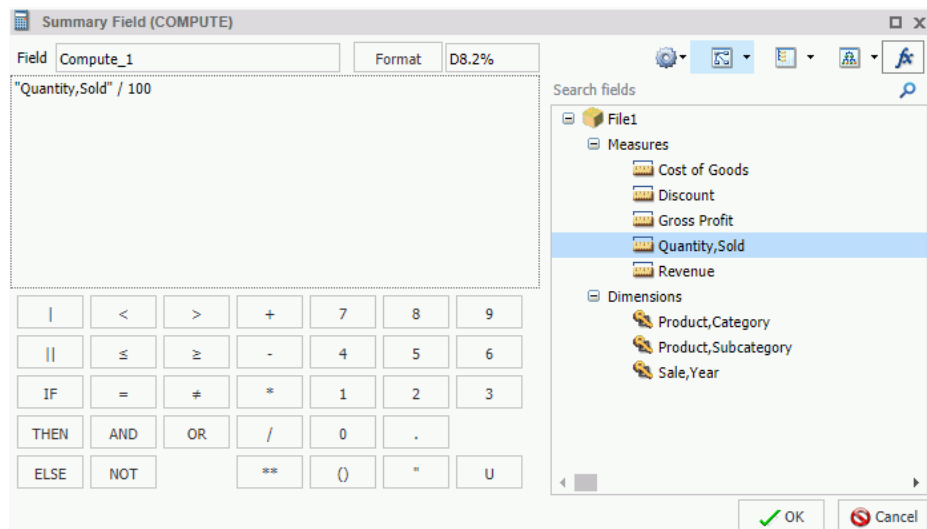 Summary Field (COMPUTE)
Field Compute_1 Format D8.2%
"Quantity,Sold" / 100
fx
Search fields
File1
Measures
Cost of Goods
Discount
Gross Profit
Quantity,Sold
Revenue
Dimensions
Product,Category
Product,Subcategory
Sale,Year
| < > + 7 8 9
|| ≤ ≥ - 4 5 6
IF = ≠ * 1 2 3
THEN AND OR / 0 .
ELSE NOT ** () " U
OK Cancel